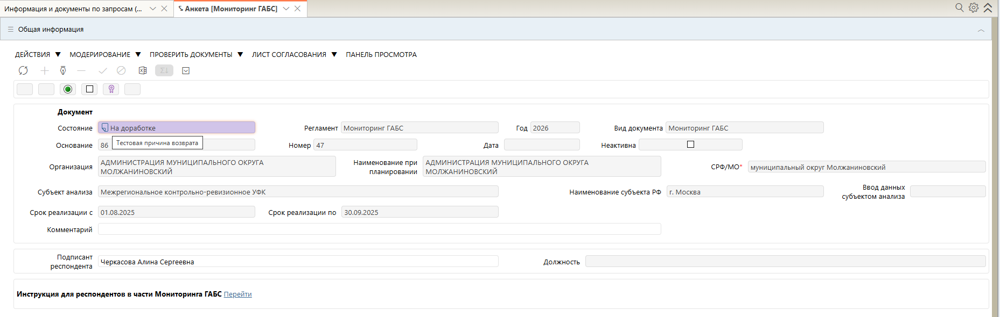 Информация и документы по запросам (...
Анкета [Мониторинг ГАБС]
Общая информация
ДЕЙСТВИЯ ▼ МОДЕРИРОВАНИЕ ▼ ПРОВЕРИТЬ ДОКУМЕНТЫ ▼ ЛИСТ СОГЛАСОВАНИЯ ▼ ПАНЕЛЬ ПРОСМОТРА
Документ
Состояние На доработке Регламент Мониторинг ГАБС Год 2026 Вид документа Мониторинг ГАБС
Тестовая причина возврата
Основание 86 Номер 47 Дата Неактивна
Организация АДМИНИСТРАЦИЯ МУНИЦИПАЛЬНОГО ОКРУГА
МОЛЖАНИНОВСКИЙ
Наименование при
планировании
АДМИНИСТРАЦИЯ МУНИЦИПАЛЬНОГО ОКРУГА
МОЛЖАНИНОВСКИЙ
СРФ/МО* муниципальный округ Молжаниновский
Субъект анализа Межрегиональное контрольно-ревизионное УФК Наименование субъекта РФ г. Москва
Ввод данных
субъектом анализа
Срок реализации с 01.08.2025 Срок реализации по 30.09.2025
Комментарий
Подписант
респондента
Черкасова Алина Сергеевна Должность
Инструкция для респондентов в части Мониторинга ГАБС Перейти